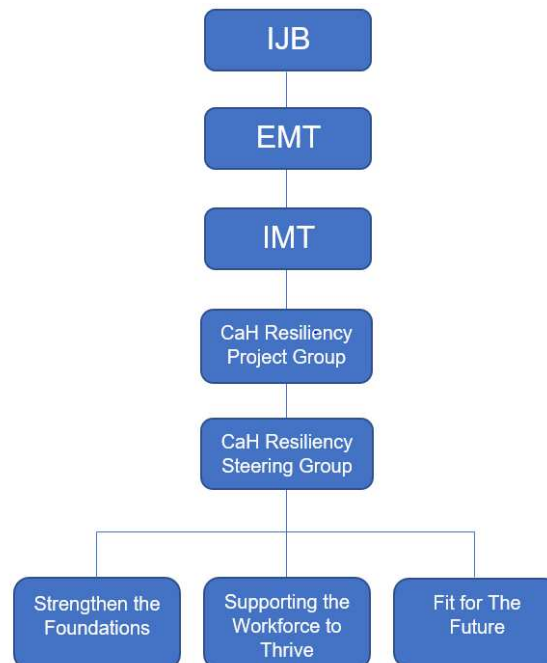 IJB
EMT
IMT
CaH Resiliency
Project Group
CaH Resiliency
Steering Group
Strengthen the
Foundations
Supporting the
Workforce to
Thrive
Fit for The
Future